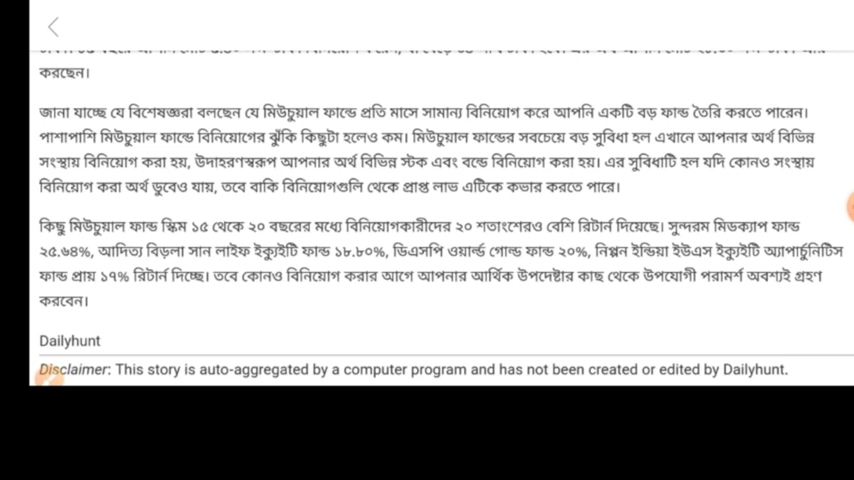 করছেন।
জানা যাচ্ছে যে বিশেষজ্ঞরা বলছেন যে মিউচুয়াল ফান্ডে প্রতি মাসে সামান্য বিনিয়োগ করে আপনি একটি বড় ফান্ড তৈরি করতে পারেন।
পাশাপাশি মিউচুয়াল ফান্ডে বিনিয়োগের ঝুঁকি কিছুটা হলেও কম। মিউচুয়াল ফান্ডের সবচেয়ে বড় সুবিধা হল এখানে আপনার অর্থ বিভিন্ন
সংস্থায় বিনিয়োগ করা হয়, উদাহরণস্বরূপ আপনার অর্থ বিভিন্ন স্টক এবং বন্ডে বিনিয়োগ করা হয়। এর সুবিধাটি হল যদি কোনও সংস্থায়
বিনিয়োগ করা অর্থ ডুবেও যায়, তবে বাকি বিনিয়োগগুলি থেকে প্রাপ্ত লাভ এটিকে কভার করতে পারে।
কিছু মিউচুয়াল ফান্ড স্কিম ১৫ থেকে ২০ বছরের মধ্যে বিনিয়োগকারীদের ২০ শতাংশেরও বেশি রিটার্ন দিয়েছে। সুন্দরম মিডক্যাপ ফান্ড
২৫.৬৪%, আদিত্য বিড়লা সান লাইফ ইক্যুইটি ফান্ড ১৮.৮০%, ডিএসপি ওয়ার্ল্ড গোল্ড ফান্ড ২০%, নিপ্পন ইন্ডিয়া ইউএস ইক্যুইটি অ্যাপার্চুনিটিস
ফান্ড প্রায় ১৭% রিটার্ন দিচ্ছে। তবে কোনও বিনিয়োগ করার আগে আপনার আর্থিক উপদেষ্টার কাছ থেকে উপযোগী পরামর্শ অবশ্যই গ্রহণ
করবেন।
Dailyhunt
Disclaimer: This story is auto-aggregated by a computer program and has not been created or edited by Dailyhunt.